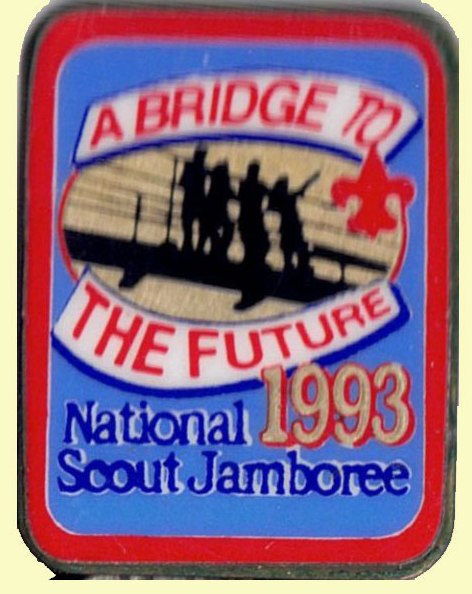 A BRIDGE TO
THE FUTURE
1993
National
Scout Jamboree